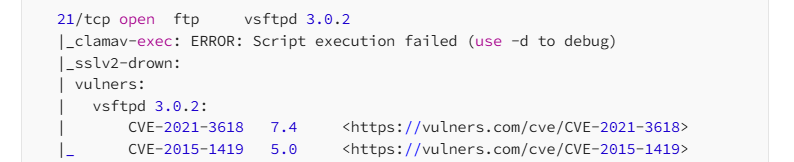 21/tcp open  ftp     vsftpd 3.0.2
|_clamav-exec: ERROR: Script execution failed (use -d to debug)
|_sslv2-drown:
| vulners:
|   vsftpd 3.0.2:
|       CVE-2021-3618   7.4     <https://vulners.com/cve/CVE-2021-3618>
|_      CVE-2015-1419   5.0     <https://vulners.com/cve/CVE-2015-1419>